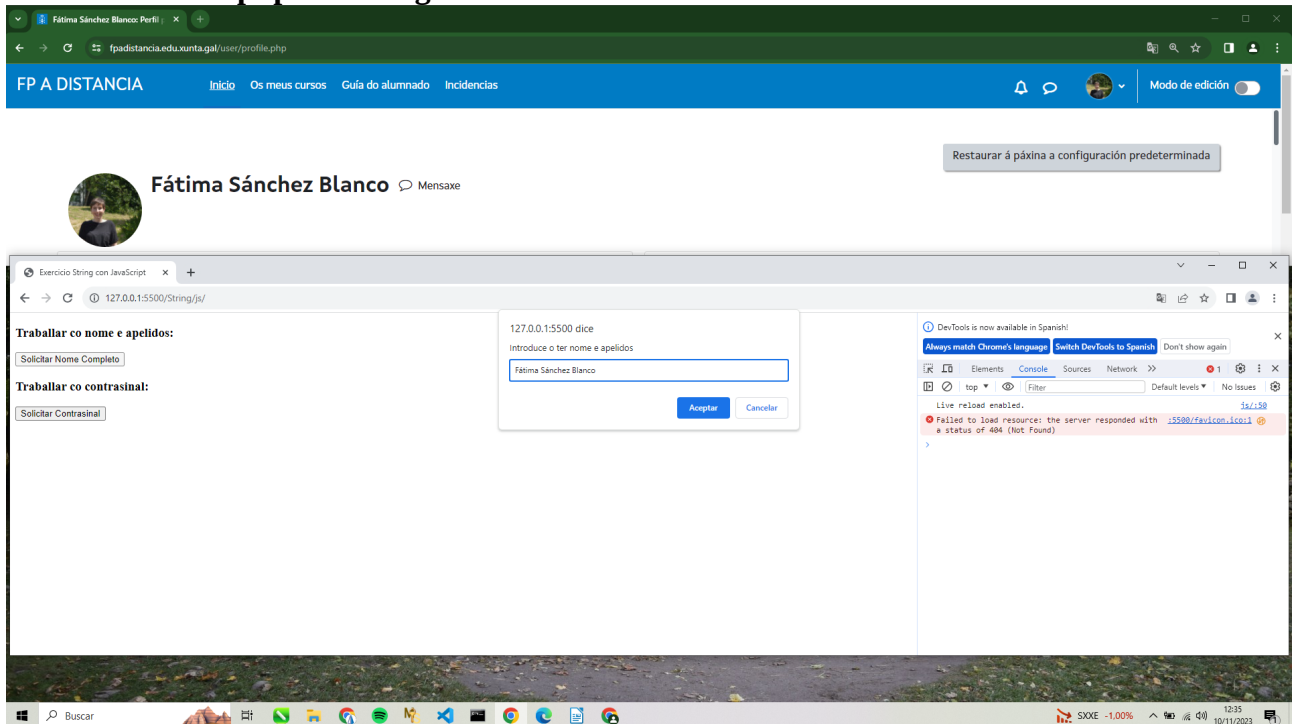 Fátima Sánchez Blanco: Perfil
fpadistancia.edu.xunta.gal/user/profile.php
FP A DISTANCIA
Inicio Os meus cursos Guía do alumnado Incidencias
Modo de edición
Restaurar á páxina a configuración predeterminada
Fátima Sánchez Blanco Mensaxe
Exercicio String con JavaScript
127.0.0.1:5500/String/js/
Traballar co nome e apelidos:
Solicitar Nome Completo
Traballar co contrasinal:
Solicitar Contrasinal
127.0.0.1:5500 dice
Introduce o ter nome e apelidos
Fátima Sánchez Blanco
Aceptar Cancelar
DevTools is now available in Spanish!
Always match Chrome's language Switch DevTools to Spanish Don't show again
Elements Console Sources Network 1
top Filter Default levels No Issues
Live reload enabled. js/:50
Failed to load resource: the server responded with :5500/favicon.ico:1
a status of 404 (Not Found)
Buscar
SXXE -1,00%
12:35
10/11/2023